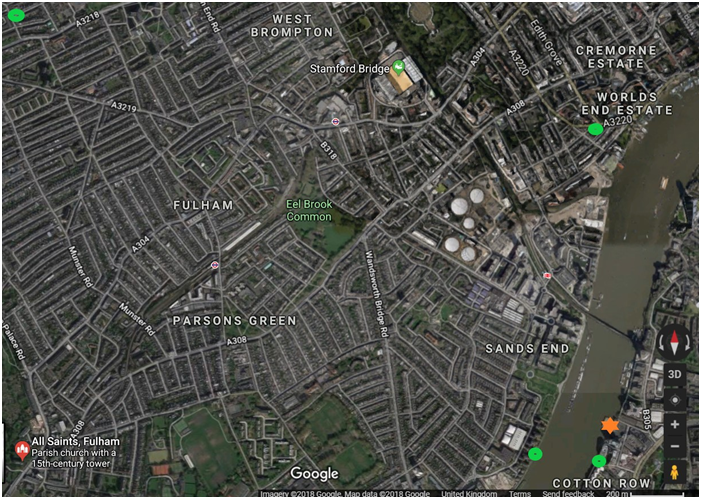 A3218
n End Rd
WEST
BROMPTON
Edith Grove
A3220
A304
CREMORNE
ESTATE
Stamford Bridge
WORLDS
END ESTATE
A3220
A308
A3219
B318
FULHAM
Eel Brook
Common
A304
Munster Rd
Wandsworth Bridge Rd
Munster Rd
PARSONS GREEN
A308
SANDS END
Palace Rd
3D
B305
A308
All Saints, Fulham
Parish church with a
15th-century tower
Google
COTTON ROW
Imagery ©2018 Google, Map data ©2018 Google United Kingdom Terms Send feedback 200 m